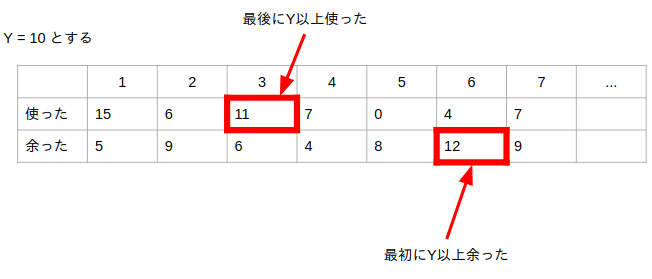 最後にY以上使った
Y = 10 とする
1 2 3 4 5 6 7 ...
使った 15 6 11 7 0 4 7
余った 5 9 6 4 8 12 9
最初にY以上余った